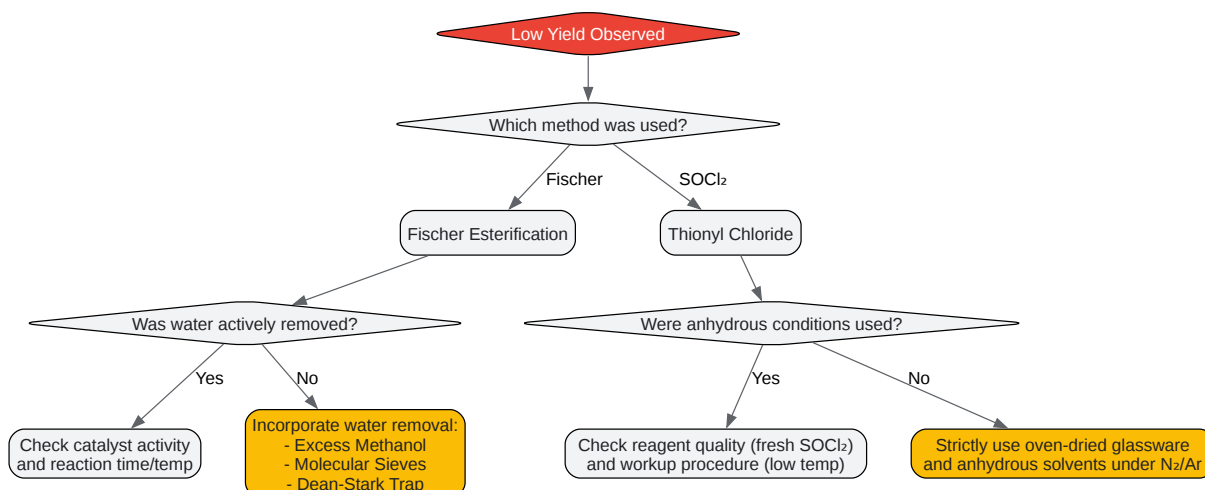 Low Yield Observed
Which method was used?
Fischer
SOCl₂
Fischer Esterification
Thionyl Chloride
Was water actively removed?
Were anhydrous conditions used?
Yes
No
Yes
No
Check catalyst activity
and reaction time/temp
Incorporate water removal:
- Excess Methanol
- Molecular Sieves
- Dean-Stark Trap
Check reagent quality (fresh SOCl₂)
and workup procedure (low temp)
Strictly use oven-dried glassware
and anhydrous solvents under N₂/Ar